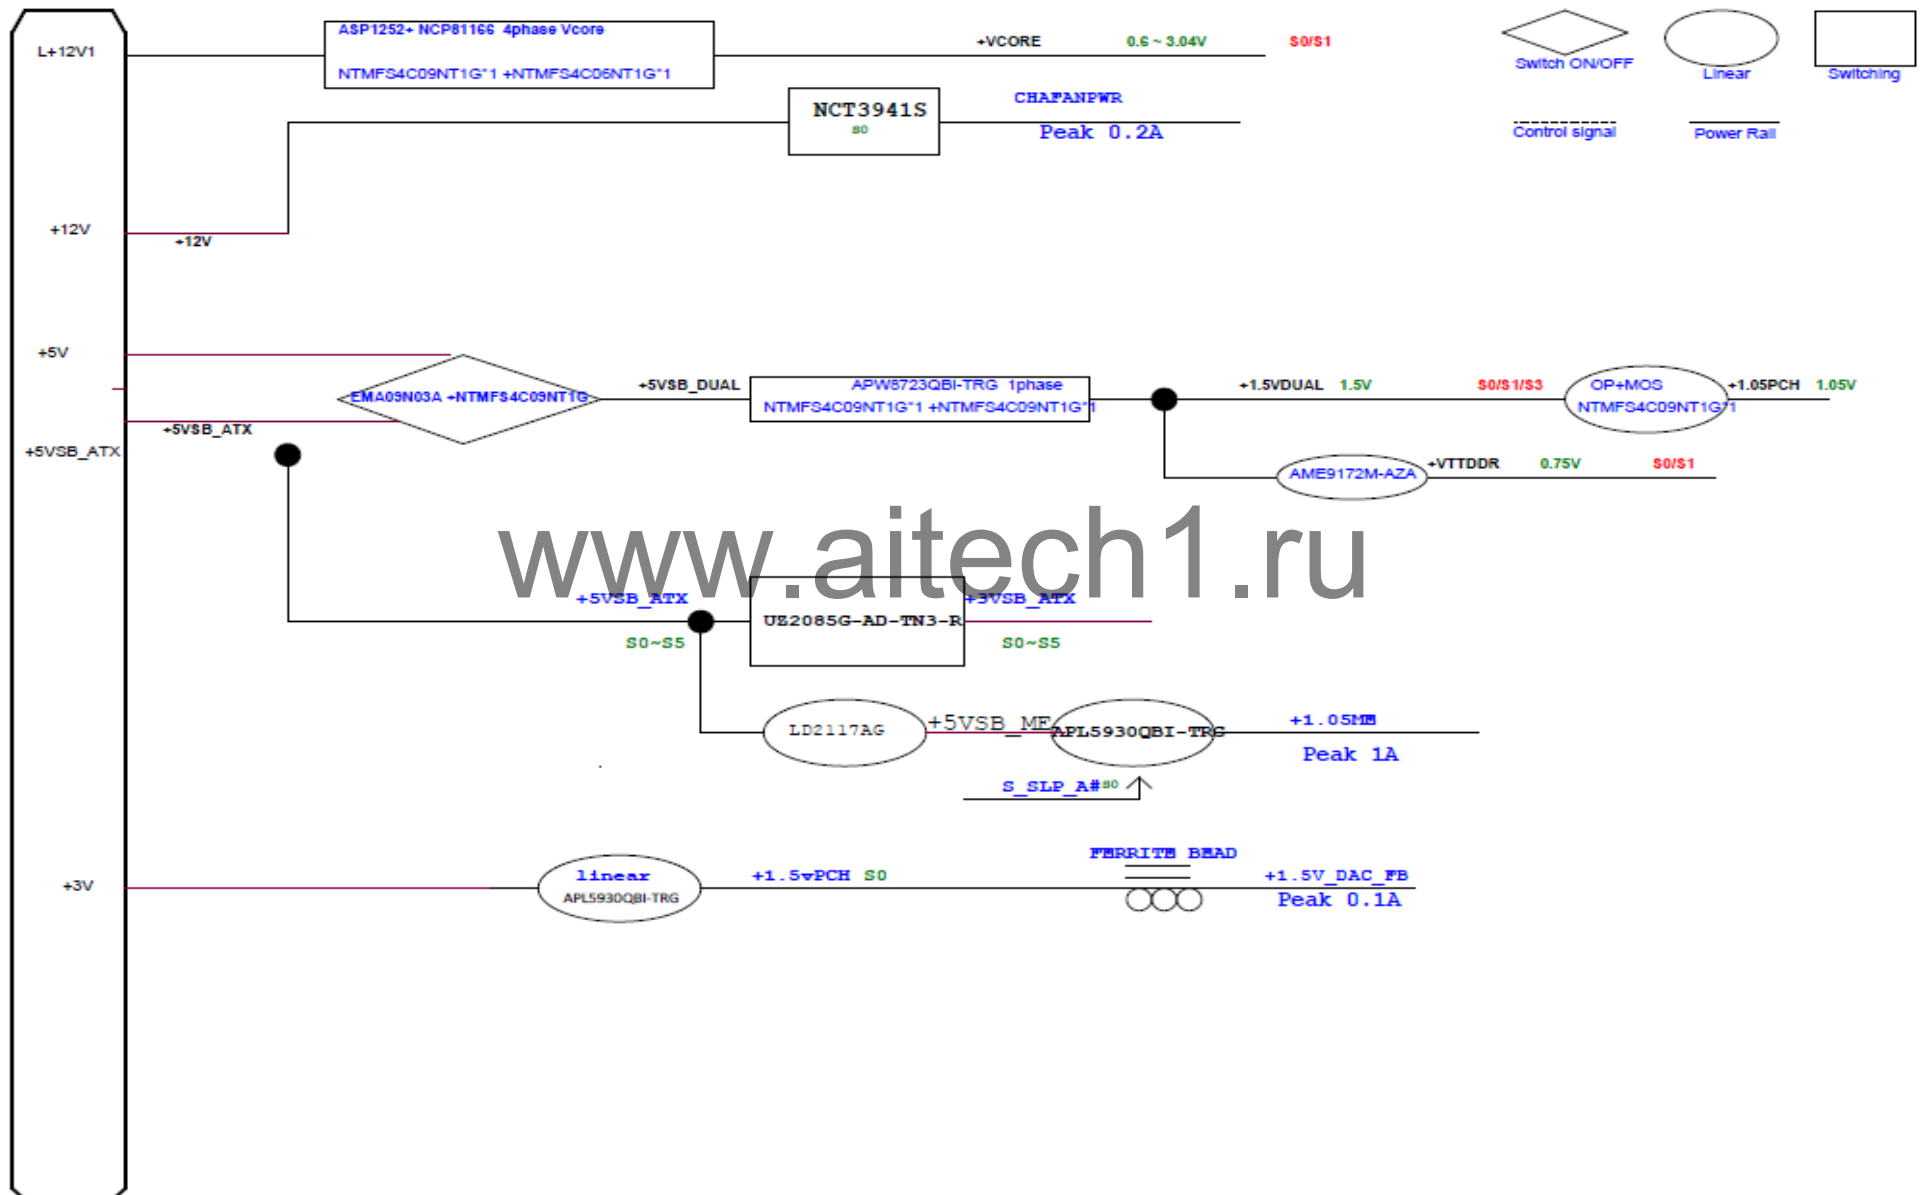 L+12V1
ASP1252+ NCP81166 4phase Vcore
NTMFS4C09NT1G*1 +NTMFS4C06NT1G*1
+VCORE 0.6 ~ 3.04V S0/S1
Switch ON/OFF
Linear
Switching
Control signal
Power Rail
NCT3941S
S0
CHAFANPWR
Peak 0.2A
+12V
+12V
+5V
EMA09N03A +NTMFS4C09NT1G
+5VSB_DUAL
APW8723QBI-TRG 1phase
NTMFS4C09NT1G*1 +NTMFS4C09NT1G*1
+1.5VDUAL 1.5V S0/S1/S3
OP+MOS
NTMFS4C09NT1G*1
+1.05PCH 1.05V
+5VSB_ATX
+5VSB_ATX
AME9172M-AZA
+VTTDDR 0.75V S0/S1
www.aitech1.ru
+5VSB_ATX
S0~S5
UZ2085G-AD-TN3-R
+3VSB_ATX
S0~S5
LD2117AG
+5VSB_ME
APL5930QBI-TRG
+1.05ME
Peak 1A
S_SLP_A# S0
+3V
linear
APL5930QBI-TRG
+1.5vPCH S0
FERRITE BEAD
+1.5V_DAC_FB
Peak 0.1A